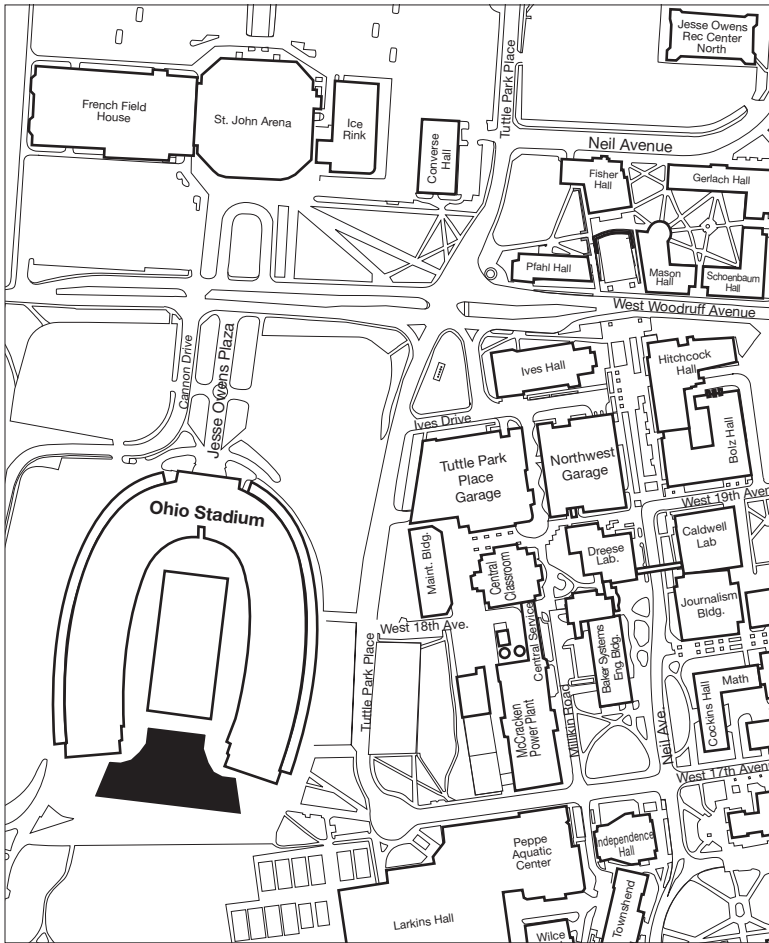 Jesse Owens
Rec Center
North
Tuttle Park Place
French Field
House
St. John Arena
Ice
Rink
Converse
Hall
Neil Avenue
Fisher
Hall
Gerlach Hall
Pfahl Hall
Mason
Hall
Schoenbaum
Hall
West Woodruff Avenue
Cannon Drive
Jesse Owens Plaza
Ives Hall
Hitchcock
Hall
Ives Drive
Tuttle Park
Place
Garage
Northwest
Garage
Bolz Hall
West 19th Aven
Ohio Stadium
Maint. Bldg.
Central
Classroom
Dreese
Lab.
Caldwell
Lab
Journalism
Bldg.
West 18th Ave.
Tuttle Park Place
Central Service
McCracken
Power Plant
Millikin Road
Baker Systems
Eng. Bldg.
Neil Ave.
Cockins Hall
Math
West 17th Aven
Peppe
Aquatic
Center
Independence
Hall
Larkins Hall
Wilce
Townshend